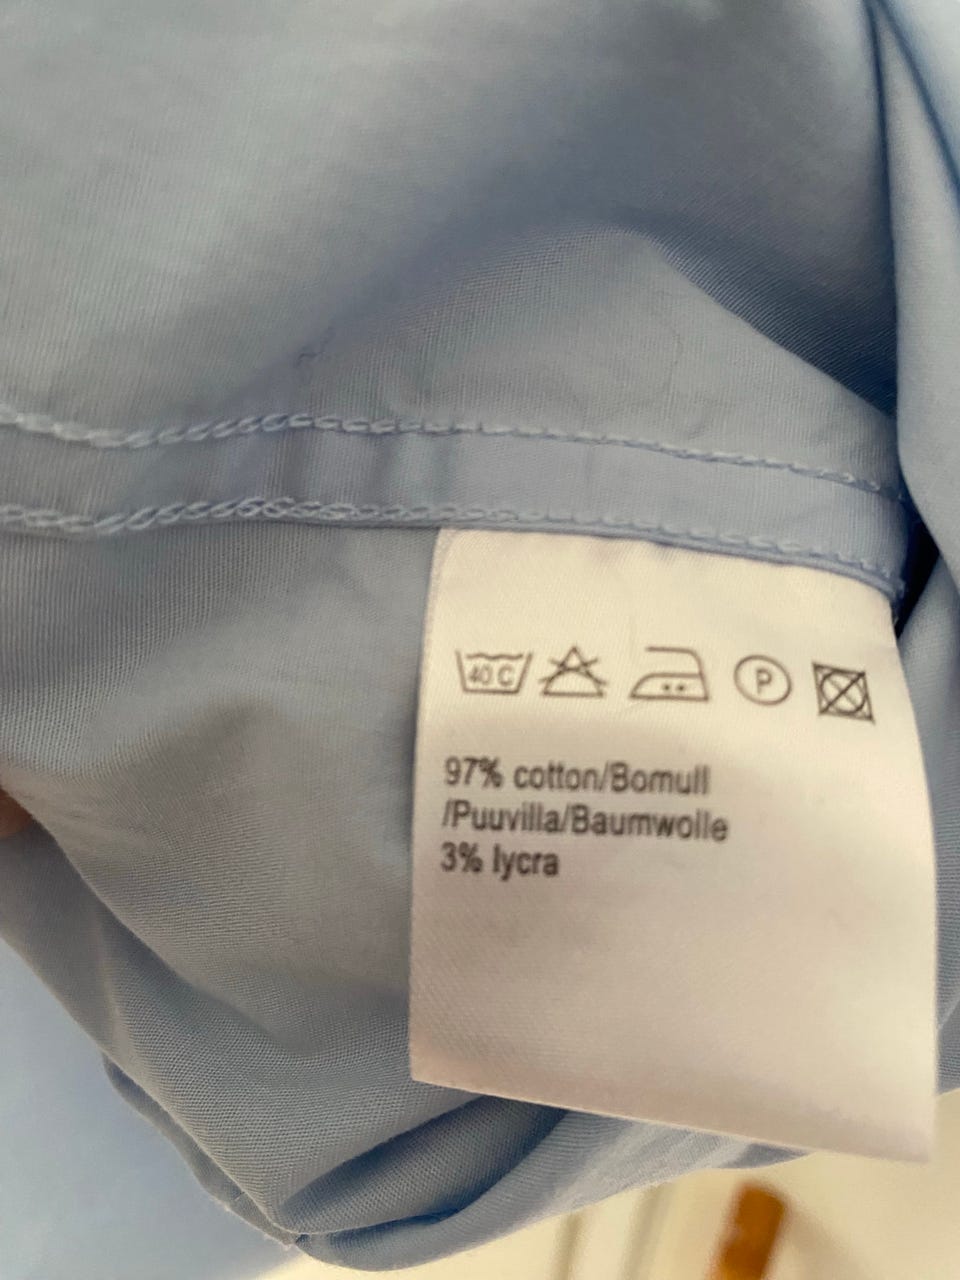 40 C P
97% cotton/Bomull
/Puuvilla/Baumwolle
3% lycra